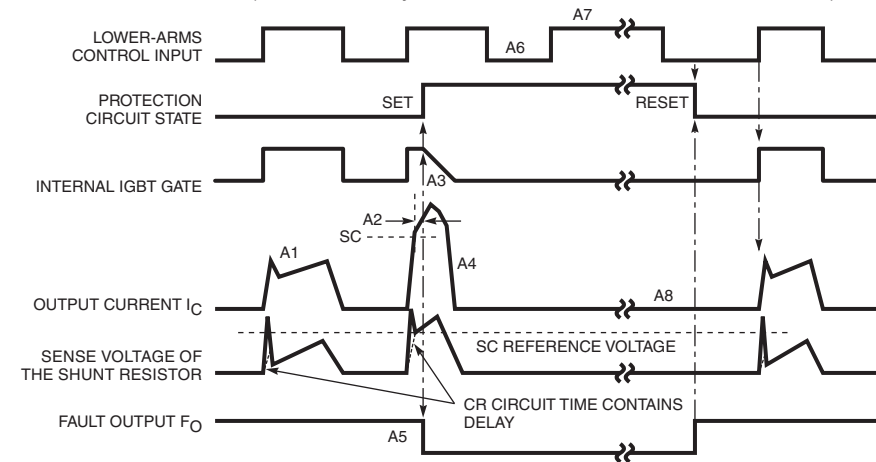 A7
LOWER-ARMS
CONTROL INPUT
A6
PROTECTION
CIRCUIT STATE
SET
RESET
INTERNAL IGBT GATE
A3
A2
SC
A1
A4
OUTPUT CURRENT IC
A8
SC REFERENCE VOLTAGE
SENSE VOLTAGE OF
THE SHUNT RESISTOR
CR CIRCUIT TIME CONTAINS
DELAY
FAULT OUTPUT FO
A5